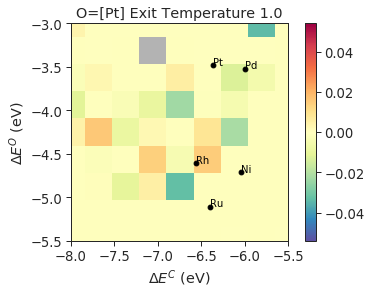 O=[Pt] Exit Temperature 1.0
−3.0
−3.5
−4.0
−4.5
−5.0
−5.5
ΔE^O (eV)
Pt
Pd
Rh
Ni
Ru
−8.0 −7.5 −7.0 −6.5 −6.0 −5.5
ΔE^C (eV)
0.04
0.02
0.00
−0.02
−0.04